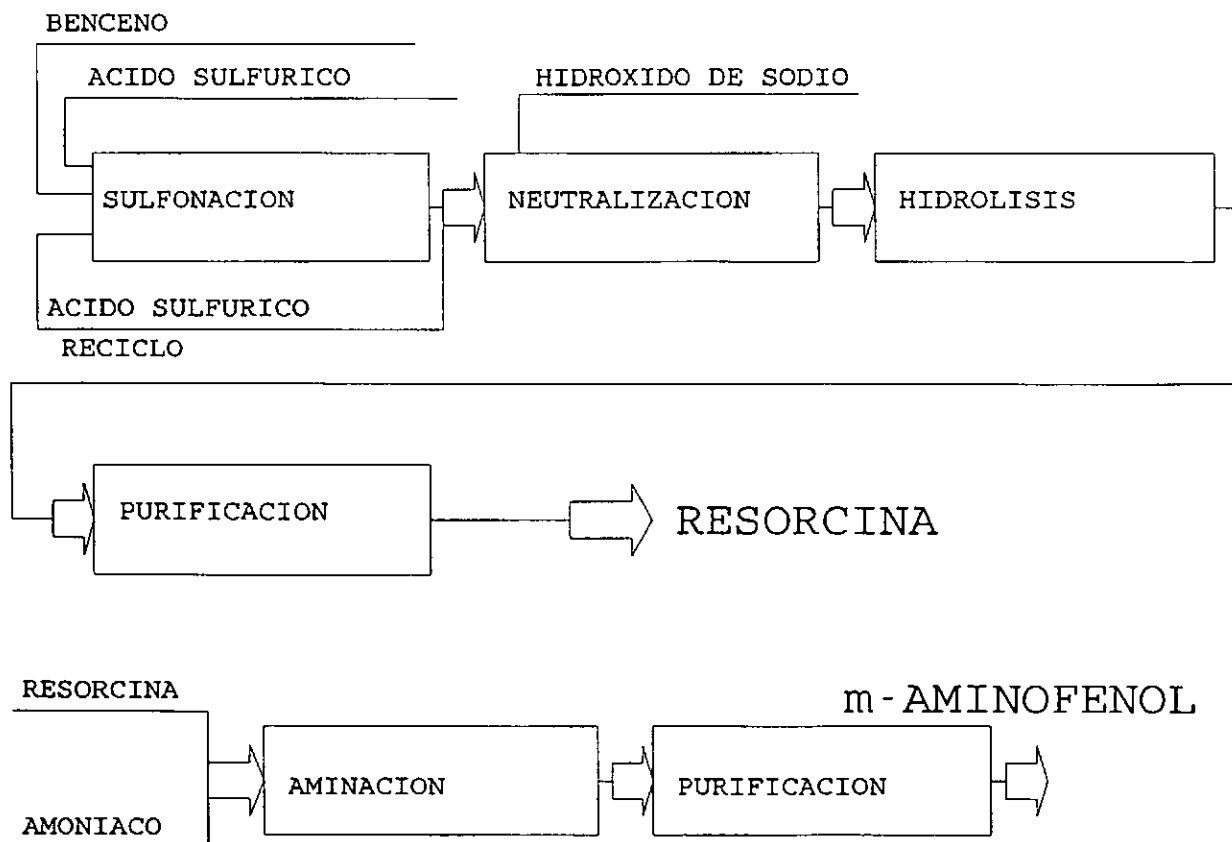 BENCENO
ACIDO SULFURICO
HIDROXIDO DE SODIO
SULFONACION
NEUTRALIZACION
HIDROLISIS
ACIDO SULFURICO
RECICLO
PURIFICACION
RESORCINA
RESORCINA
m-AMINOFENOL
AMINACION
PURIFICACION
AMONIACO